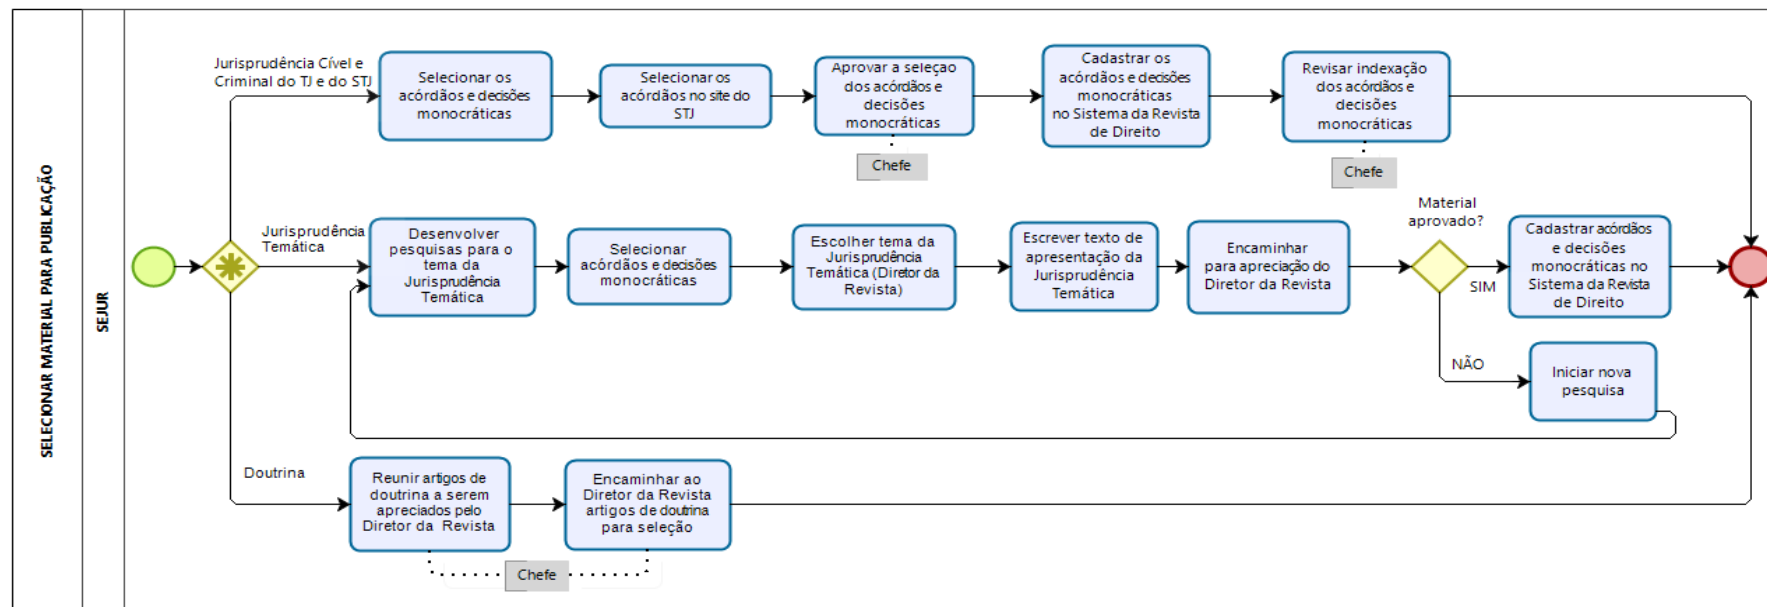 SELECIONAR MATERIAL PARA PUBLICAÇÃO
SEJUR
Jurisprudência Cível e
Criminal do TJ e do STJ
Selecionar os
acórdãos e decisões
monocráticas
Selecionar os
acórdãos no site do
STJ
Aprovar a seleçao
dos acórdãos e
decisões
monocráticas
Chefe
Cadastrar os
acórdãos e decisões
monocráticas
no Sistema da Revista
de Direito
Revisar indexação
dos acórdãos e
decisões
monocráticas
Chefe
Jurisprudência
Temática
Desenvolver
pesquisas para o
tema da
Jurisprudência
Temática
Selecionar
acórdãos e decisões
monocráticas
Escolher tema da
Jurisprudência
Temática (Diretor da
Revista)
Escrever texto de
apresentação da
Jurisprudência
Temática
Encaminhar
para apreciação do
Diretor da Revista
Material
aprovado?
SIM
Cadastrar acórdãos
e decisões
monocráticas no
Sistema da Revista
de Direito
NÃO
Iniciar nova
pesquisa
Doutrina
Reunir artigos de
doutrina a serem
apreciados pelo
Diretor da Revista
Encaminhar ao
Diretor da Revista
artigos de doutrina
para seleção
Chefe